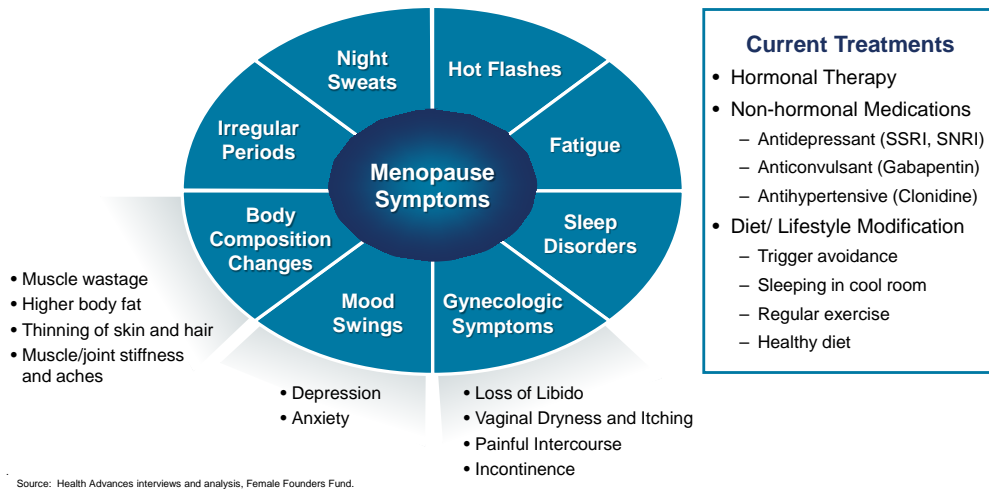 Night
Sweats
Hot Flashes
Irregular
Periods
Fatigue
Menopause
Symptoms
Body
Composition
Changes
Sleep
Disorders
Mood
Swings
Gynecologic
Symptoms
• Muscle wastage
• Higher body fat
• Thinning of skin and hair
• Muscle/joint stiffness
and aches
• Depression
• Anxiety
• Loss of Libido
• Vaginal Dryness and Itching
• Painful Intercourse
• Incontinence
Current Treatments
• Hormonal Therapy
• Non-hormonal Medications
– Antidepressant (SSRI, SNRI)
– Anticonvulsant (Gabapentin)
– Antihypertensive (Clonidine)
• Diet/ Lifestyle Modification
– Trigger avoidance
– Sleeping in cool room
– Regular exercise
– Healthy diet
.
Source: Health Advances interviews and analysis, Female Founders Fund.